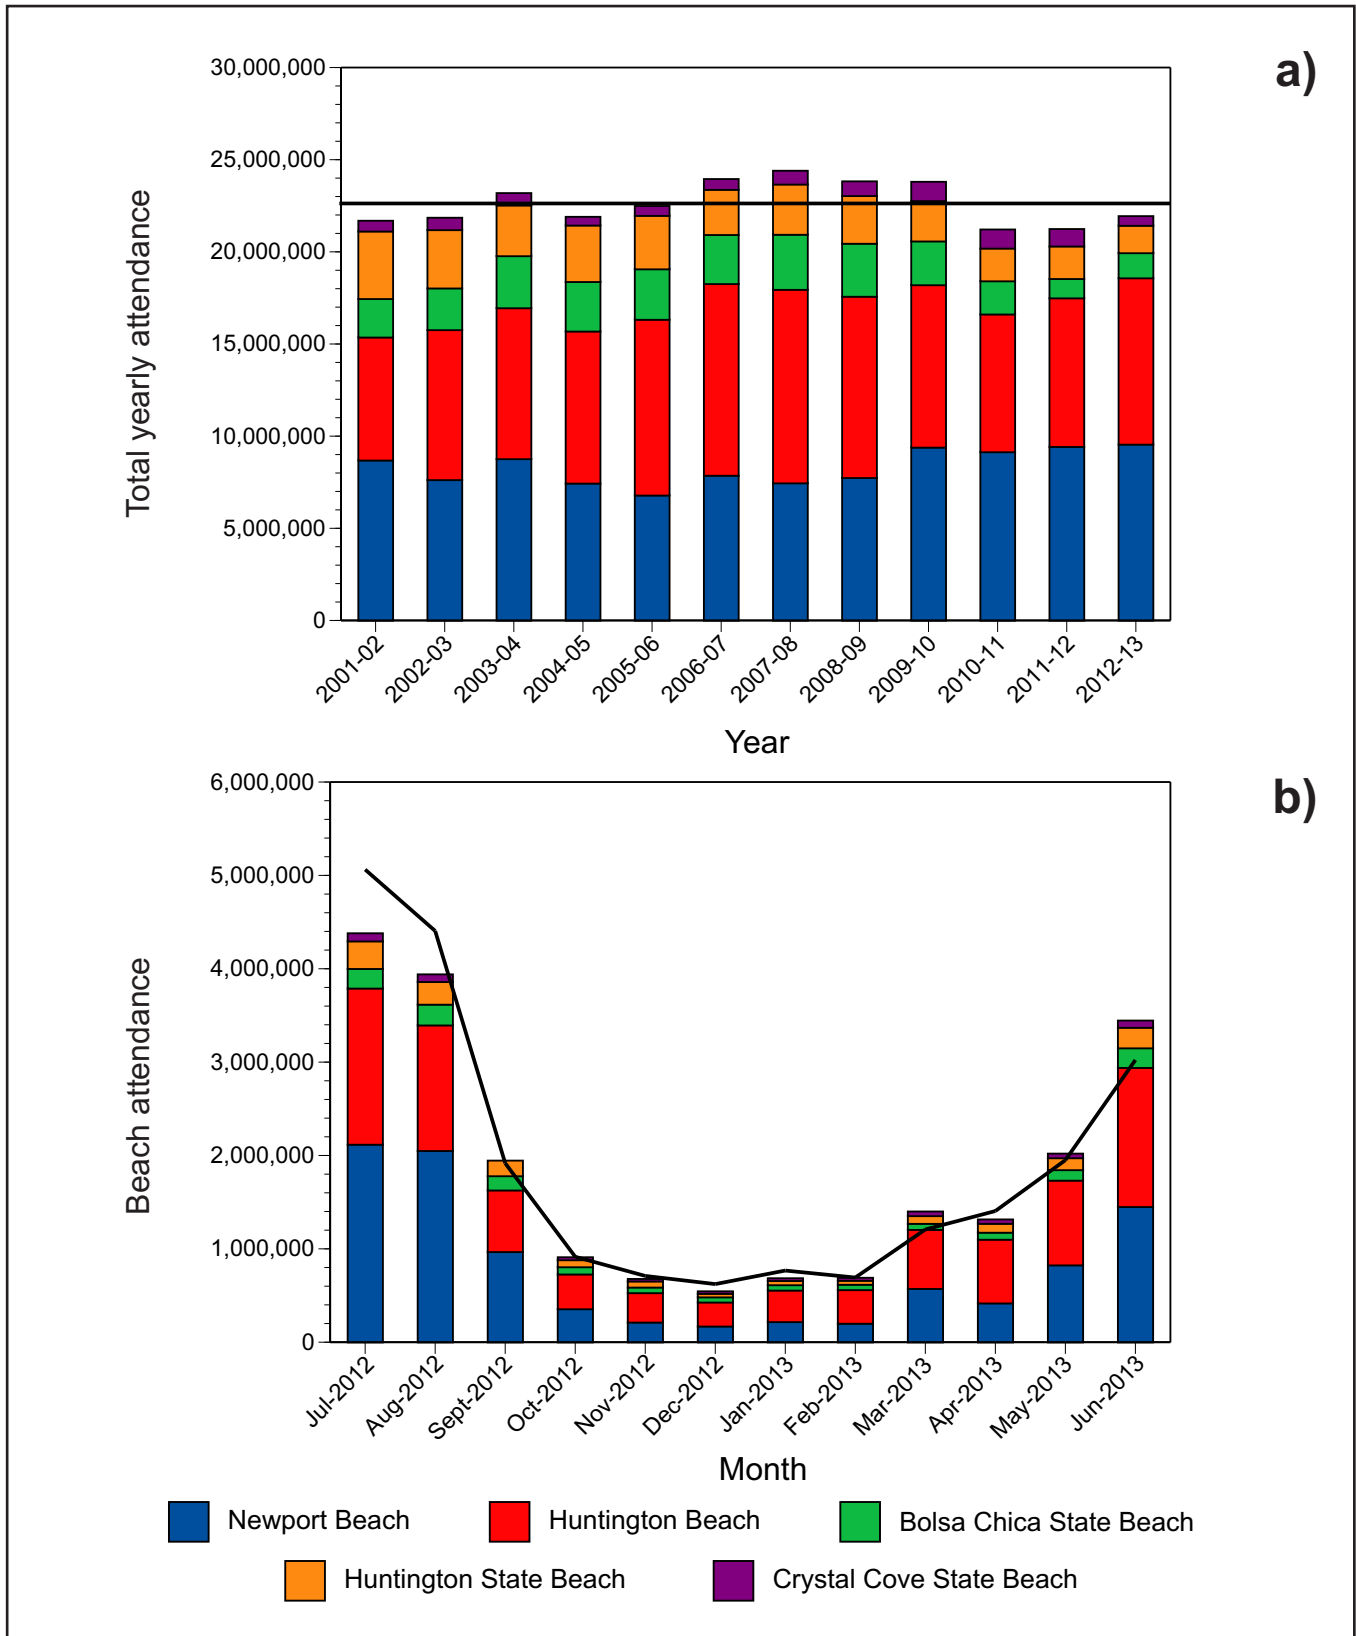 a)
30,000,000
25,000,000
20,000,000
15,000,000
10,000,000
5,000,000
0
Total yearly attendance
2001-02 2002-03 2003-04 2004-05 2005-06 2006-07 2007-08 2008-09 2009-10 2010-11 2011-12 2012-13
Year
b)
6,000,000
5,000,000
4,000,000
3,000,000
2,000,000
1,000,000
0
Beach attendance
Jul-2012 Aug-2012 Sept-2012 Oct-2012 Nov-2012 Dec-2012 Jan-2013 Feb-2013 Mar-2013 Apr-2013 May-2013 Jun-2013
Month
Newport Beach Huntington Beach Bolsa Chica State Beach
Huntington State Beach Crystal Cove State Beach